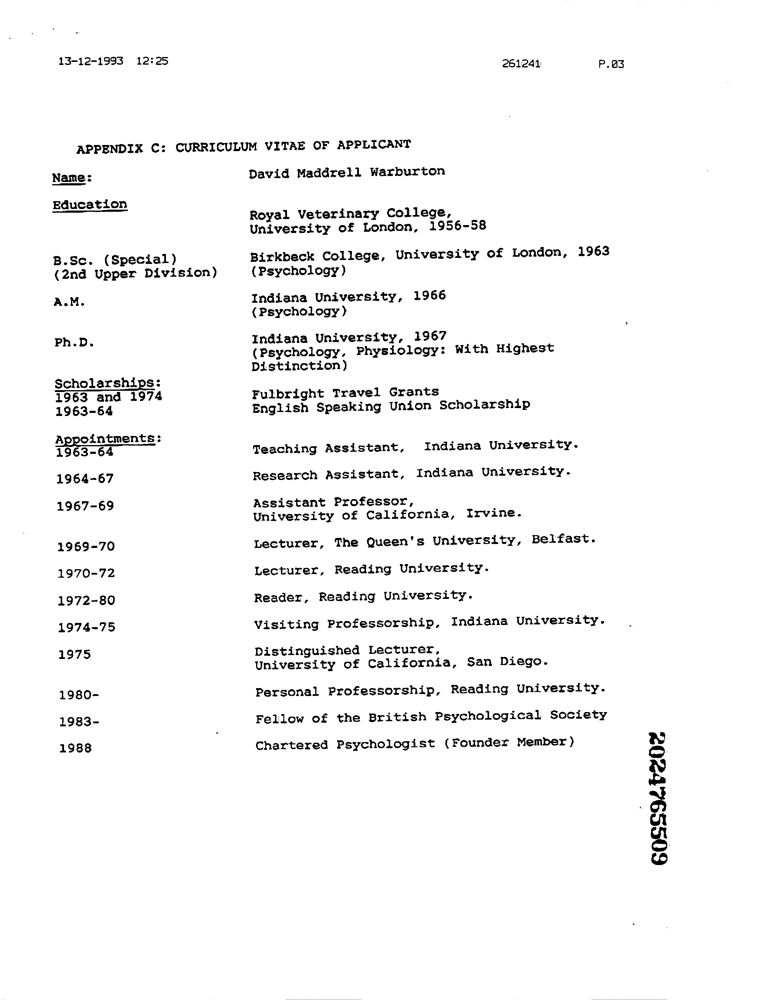 13-12-1993 12:25 261241 P.03
APPENDIX C: CURRICULUM VITAE OF APPLICANT
Name: David Maddrell Warburton
Education
Royal Veterinary College,
University of London, 1956-58
B.Sc. (Special) Birkbeck College, University of London, 1963
(2nd Upper Division) (Psychology)
A.M. Indiana University, 1966
(Psychology)
Ph.D. Indiana University, 1967
(Psychology, Physiology: With Highest
Distinction)
Scholarships:
1963 and 1974 Fulbright Travel Grants
1963-64 English Speaking Union Scholarship
Appointments:
1963-64 Teaching Assistant, Indiana University.
1964-67 Research Assistant, Indiana University.
1967-69 Assistant Professor,
University of California, Irvine.
1969-70 Lecturer, The Queen's University, Belfast.
1970-72 Lecturer, Reading University.
1972-80 Reader, Reading University.
1974-75 Visiting Professorship, Indiana University.
1975 Distinguished Lecturer,
University of California, San Diego.
1980- Personal Professorship, Reading University.
1983- Fellow of the British Psychological Society
1988 Chartered Psychologist (Founder Member)
2024765509